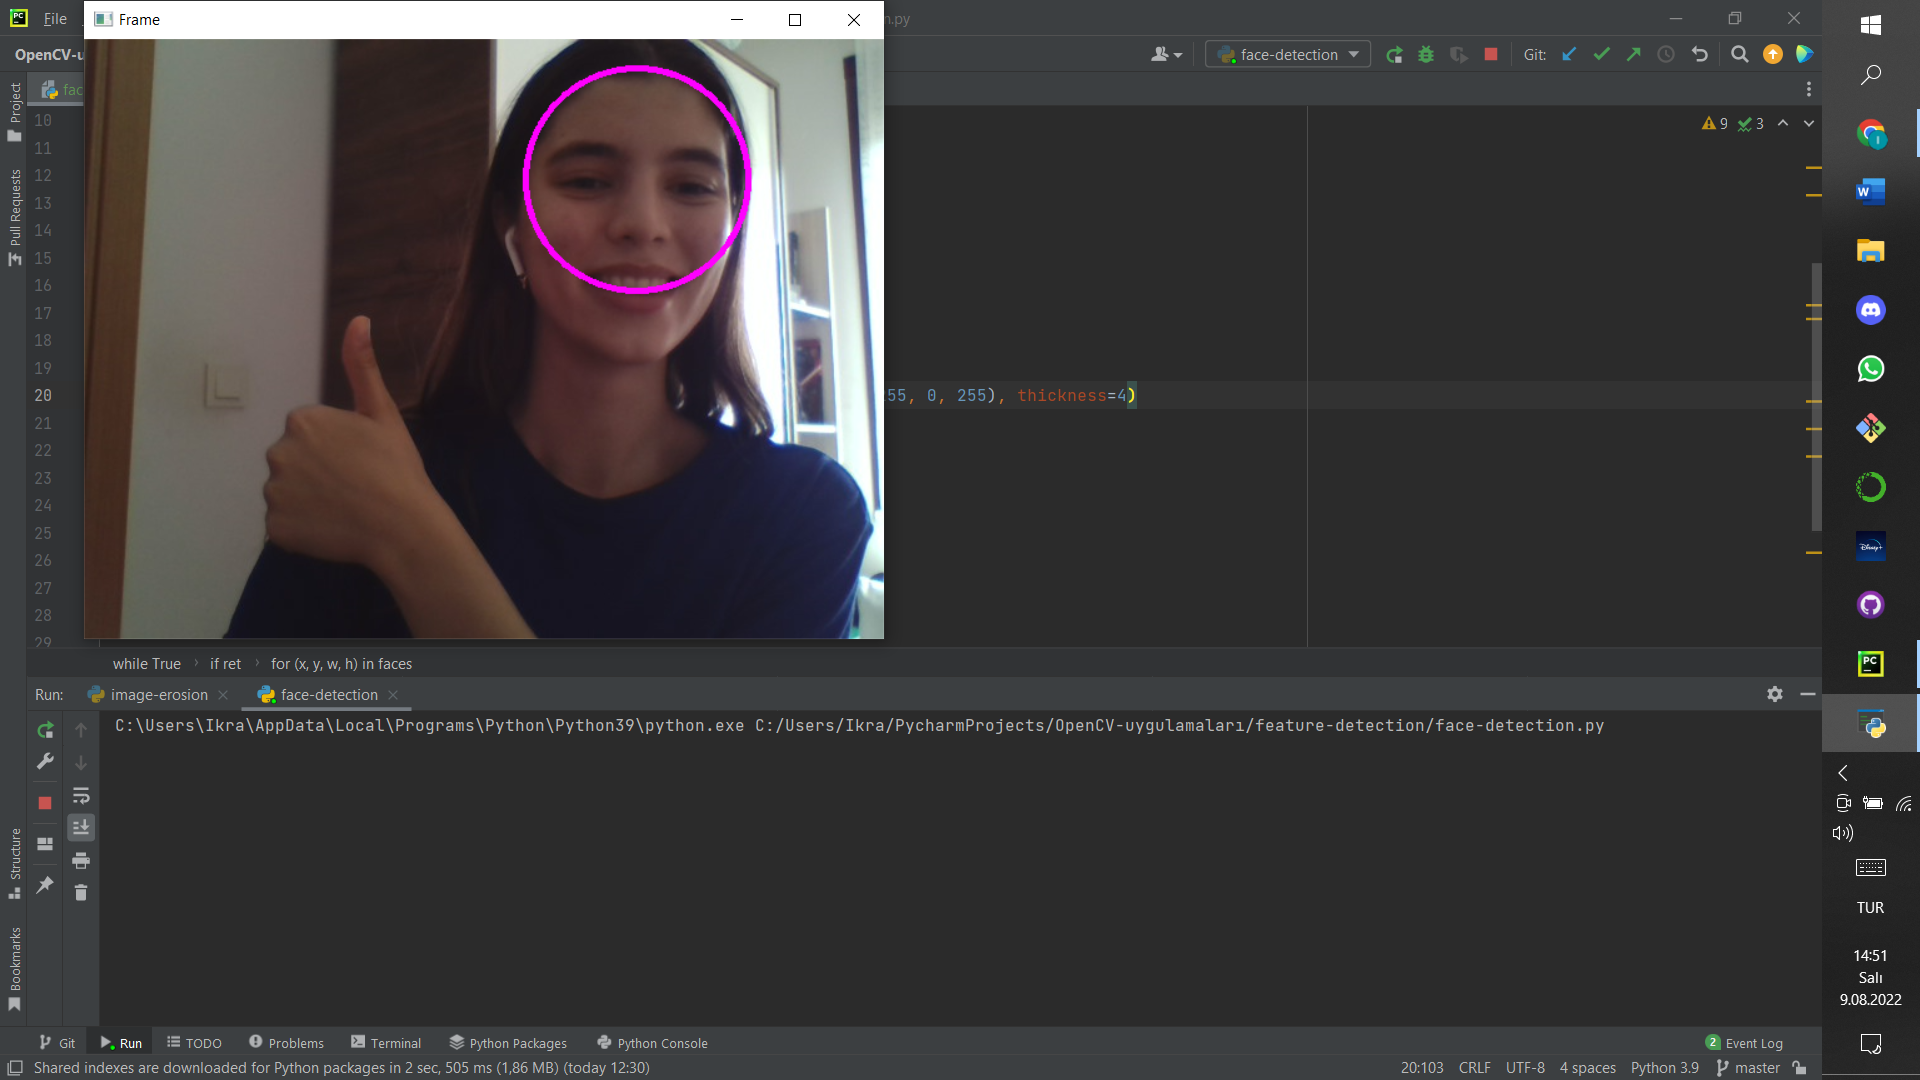 File
Frame
m.py
OpenCV-u
face-detection
Git:
fac
Project
Pull Requests
Structure
Bookmarks
10
11
12
13
14
15
16
17
18
19
20
21
22
23
24
25
26
27
28
29
9
3
255, 0, 255), thickness=4)
while True
if ret
for (x, y, w, h) in faces
Run:
image-erosion
face-detection
C:\Users\Ikra\AppData\Local\Programs\Python\Python39\python.exe C:/Users/Ikra/PycharmProjects/OpenCV-uygulamaları/feature-detection/face-detection.py
Git
Run
TODO
Problems
Terminal
Python Packages
Python Console
2 Event Log
Shared indexes are downloaded for Python packages in 2 sec, 505 ms (1,86 MB) (today 12:30)
20:103
CRLF
UTF-8
4 spaces
Python 3.9
master
W
Disney+
PC
TUR
14:51
Salı
9.08.2022